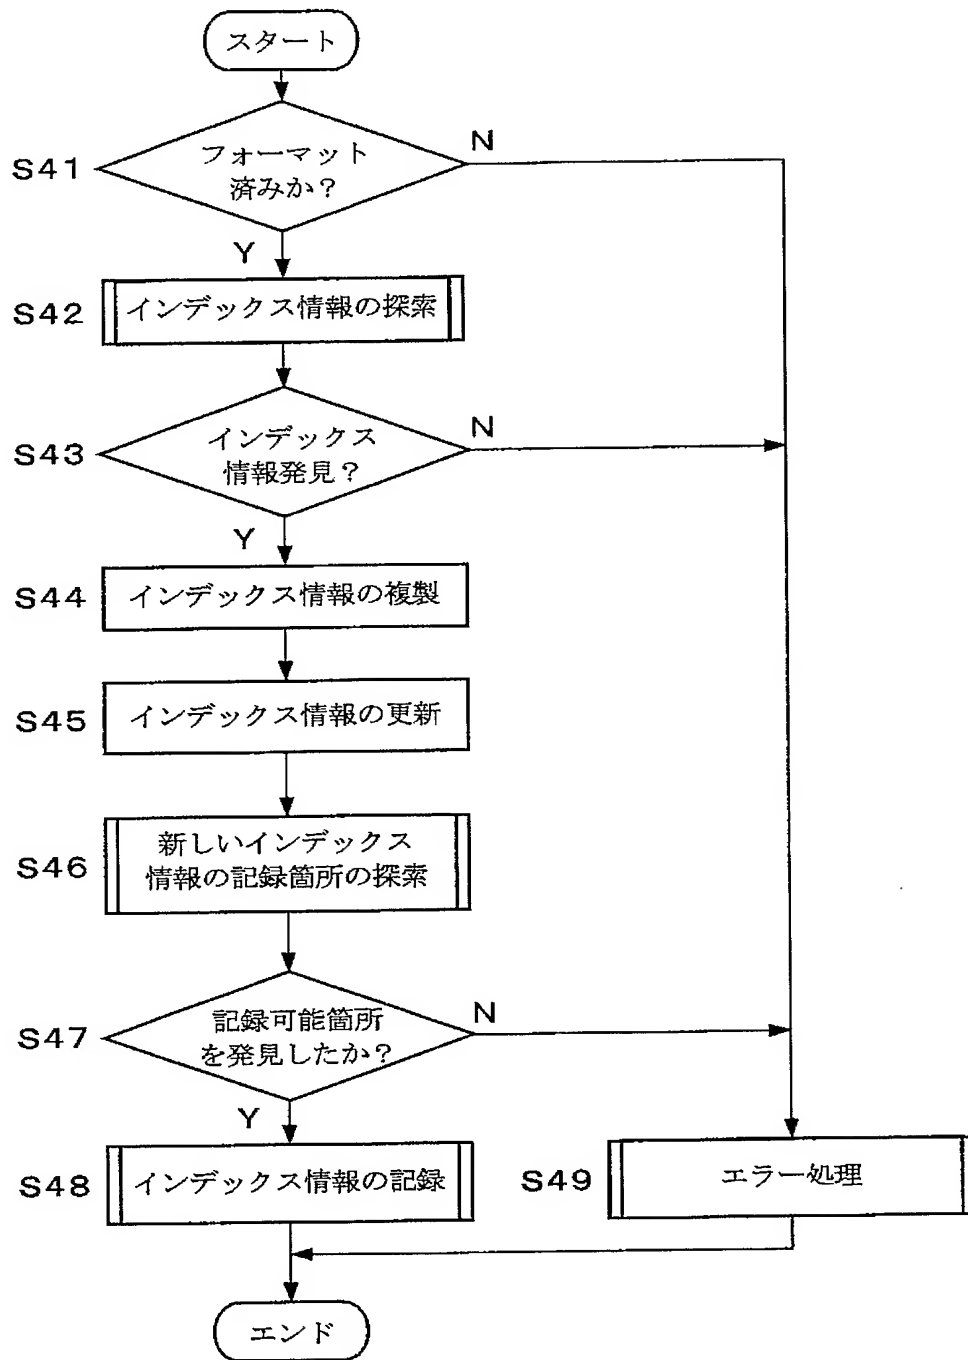 スタート
S41
フォーマット
済みか？
N
Y
S42
インデックス情報の探索
S43
インデックス
情報発見？
N
Y
S44
インデックス情報の複製
S45
インデックス情報の更新
S46
新しいインデックス
情報の記録箇所の探索
S47
記録可能箇所
を発見したか？
N
Y
S48
インデックス情報の記録
S49
エラー処理
エンド